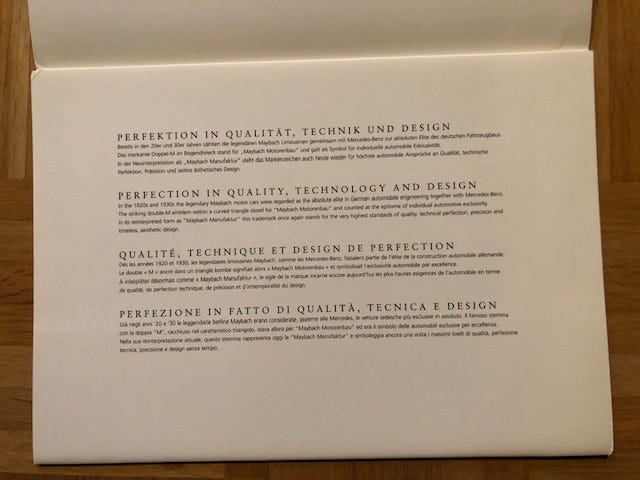 PERFEKTION IN QUALITÄT, TECHNIK UND DESIGN
Bereits in den 20er und 30er Jahren zählten die legendären Maybach Limousinen gemeinsam mit Mercedes-Benz zur absoluten Elite des deutschen Fahrzeugbaus.
Das markante Doppel-M im Bogendreieck stand für „Maybach Motorenbau" und galt als Symbol für individuelle automobile Exklusivität.
In der Neuinterpretation als „Maybach Manufaktur" steht das Markenzeichen auch heute wieder für höchste automobile Ansprüche an Qualität, technische
Perfektion, Präzision und zeitlos ästhetisches Design.
PERFECTION IN QUALITY, TECHNOLOGY AND DESIGN
In the 1920s and 1930s the legendary Maybach motor cars were regarded as the absolute elite in German automobile engineering together with Mercedes-Benz.
The striking double-M emblem within a curved triangle stood for "Maybach Motorenbau" and counted as the epitome of individual automotive exclusivity.
In its reinterpreted form as "Maybach Manufaktur" this trademark once again stands for the very highest standards of quality, technical perfection, precision and
timeless, aesthetic design.
QUALITÉ, TECHNIQUE ET DESIGN DE PERFECTION
Dès les années 1920 et 1930, les légendaires limousines Maybach, comme les Mercedes-Benz, faisaient partie de l'élite de la construction automobile allemande.
Le double « M » ancré dans un triangle bombé signifiait alors « Maybach Motorenbau » et symbolisait l'exclusivité automobile par excellence.
À interpréter désormais comme « Maybach Manufaktur », le sigle de la marque incarne encore aujourd'hui les plus hautes exigences de l'automobile en terme
de qualité, de perfection technique, de précision et d'intemporalité du design.
PERFEZIONE IN FATTO DI QUALITÀ, TECNICA E DESIGN
Già negli anni '20 e '30 le leggendarie berline Maybach erano considerate, assieme alle Mercedes, le vetture tedesche più esclusive in assoluto. Il famoso stemma
con la doppia "M", racchiuso nel caratteristico triangolo, stava allora per "Maybach Motorenbau" ed era il simbolo delle automobili esclusive per eccellenza.
Nella sua reinterpretazione attuale, questo stemma rappresenta oggi la "Maybach Manufaktur" e simboleggia ancora una volta i massimi livelli di qualità, perfezione
tecnica, precisione e design senza tempo.